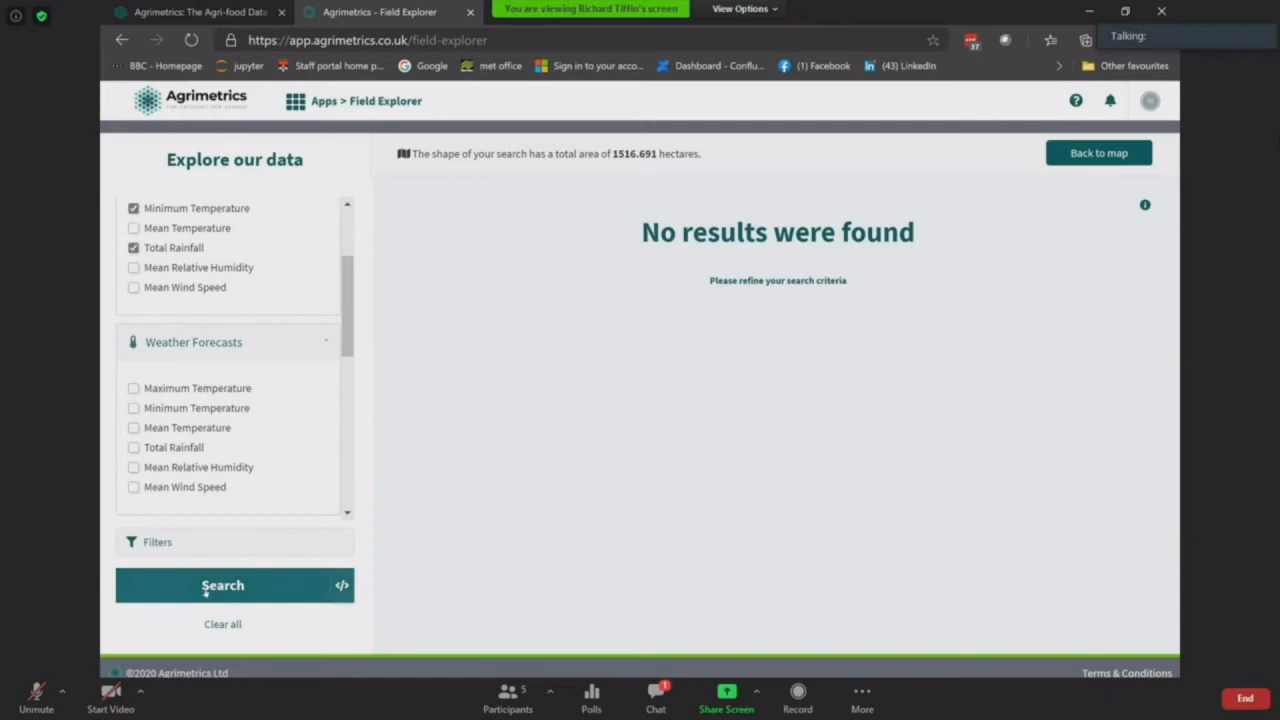 You are viewing Richard Tiffin's screen
View Options
Agrimetrics: The Agri-food Data
Agrimetrics - Field Explorer
Talking:
https://app.agrimetrics.co.uk/field-explorer
37
BBC - Homepage
jupyter
Staff portal home p...
Google
met office
Sign in to your acco...
Dashboard - Conflu...
(1) Facebook
(43) LinkedIn
Other favourites
Agrimetrics
Apps > Field Explorer
Explore our data
The shape of your search has a total area of 1516.691 hectares.
Back to map
Minimum Temperature
Mean Temperature
Total Rainfall
Mean Relative Humidity
Mean Wind Speed
No results were found
Please refine your search criteria
Weather Forecasts
Maximum Temperature
Minimum Temperature
Mean Temperature
Total Rainfall
Mean Relative Humidity
Mean Wind Speed
Filters
Search </>
Clear all
©2020 Agrimetrics Ltd
Terms & Conditions
Unmute
Start Video
Participants 5
Polls
Chat 1
Share Screen
Record
More
End